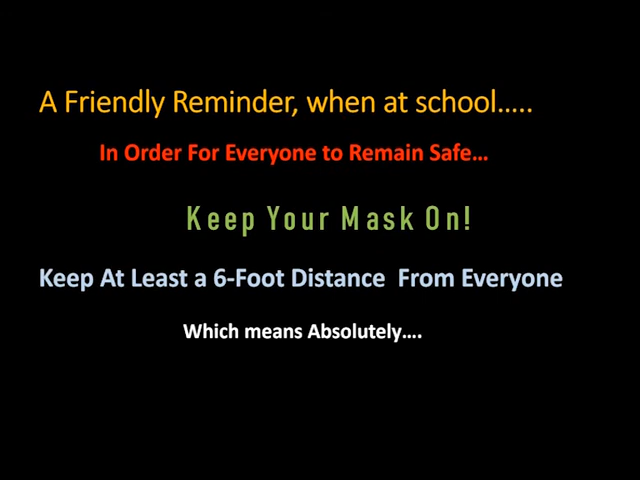 A Friendly Reminder, when at school.....
In Order For Everyone to Remain Safe...
Keep Your Mask On!
Keep At Least a 6-Foot Distance  From Everyone
Which means Absolutely....